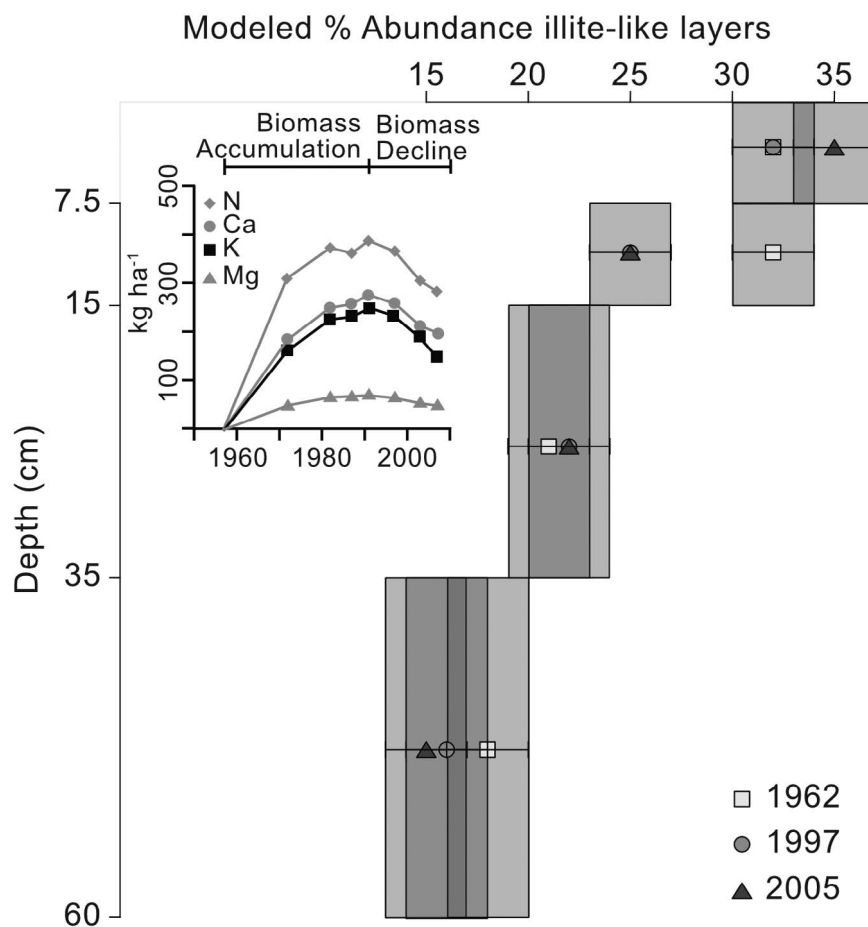 Modeled % Abundance illite-like layers
15 20 25 30 35
Biomass Accumulation
Biomass Decline
N
Ca
K
Mg
500
300
100
kg ha⁻¹
1960 1980 2000
7.5
15
35
60
Depth (cm)
1962
1997
2005